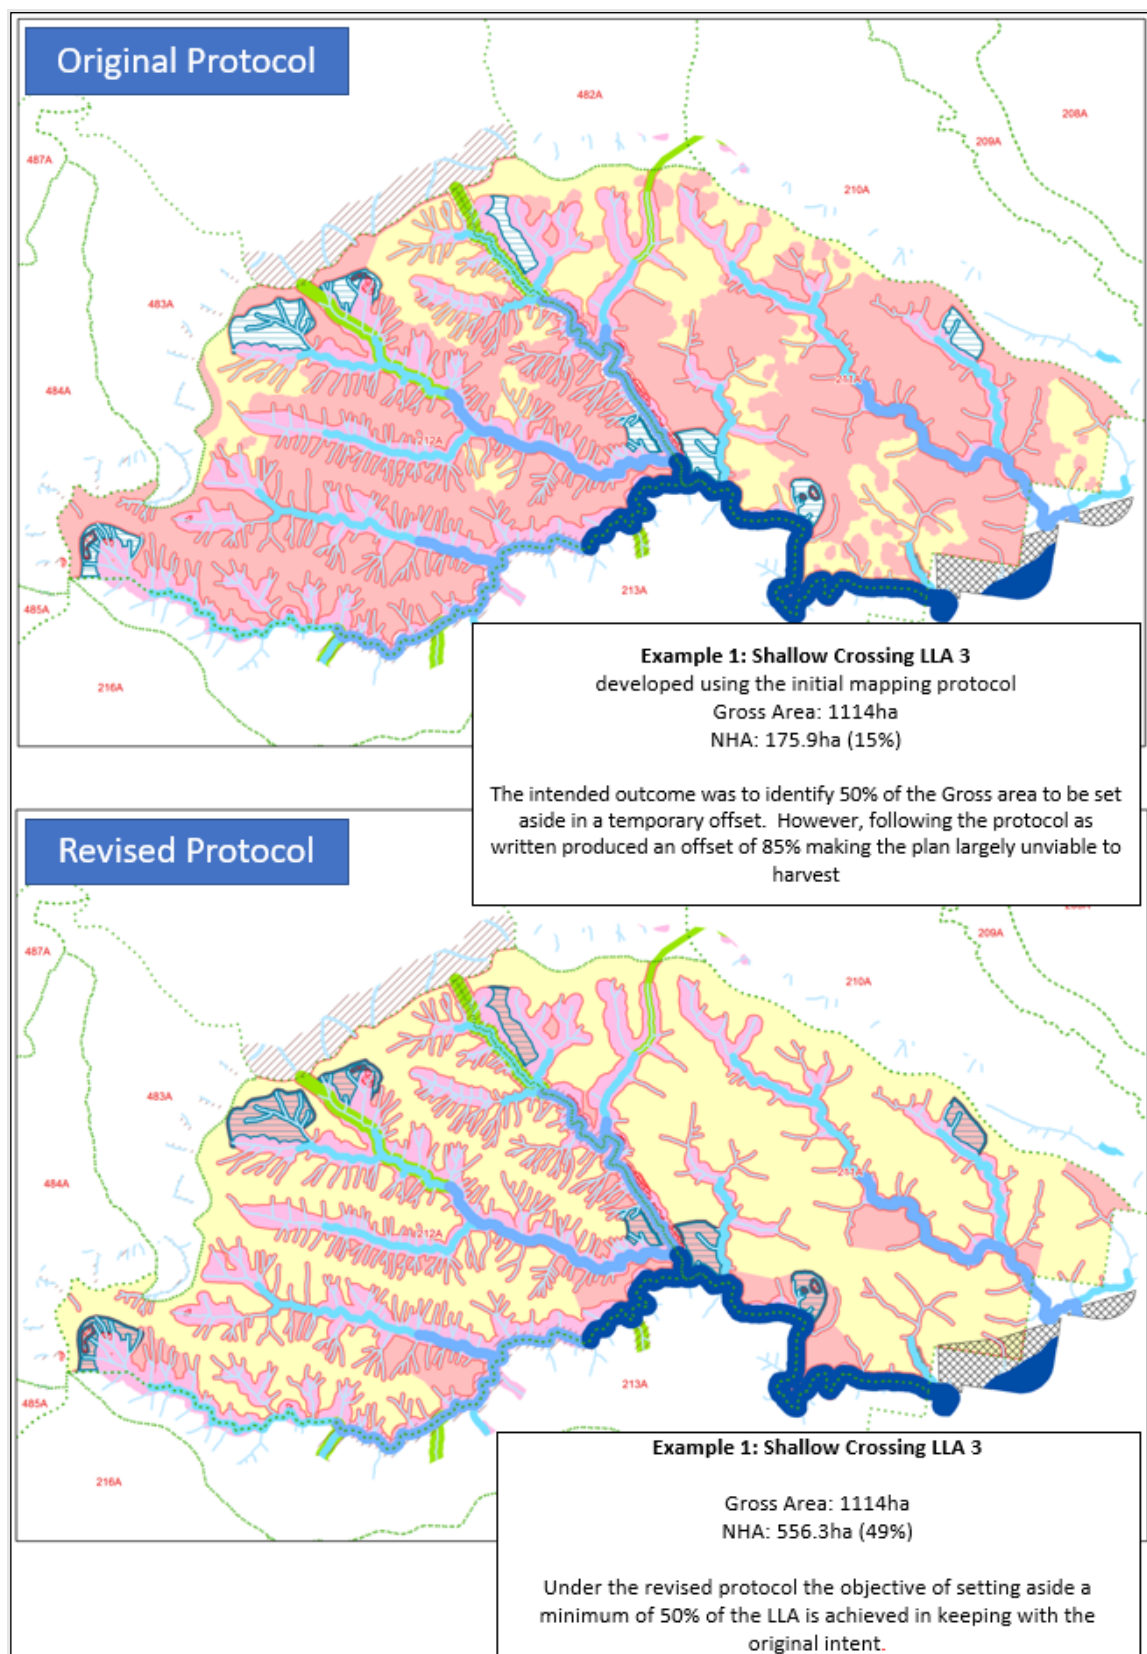 Original Protocol
482A
208A
209A
487A
210A
483A
484A
211A
212A
485A
213A
216A
Example 1: Shallow Crossing LLA 3
developed using the initial mapping protocol
Gross Area: 1114ha
NHA: 175.9ha (15%)
The intended outcome was to identify 50% of the Gross area to be set
aside in a temporary offset.  However, following the protocol as
written produced an offset of 85% making the plan largely unviable to
harvest
Revised Protocol
209A
487A
210A
483A
484A
211A
212A
213A
485A
216A
Example 1: Shallow Crossing LLA 3
Gross Area: 1114ha
NHA: 556.3ha (49%)
Under the revised protocol the objective of setting aside a
minimum of 50% of the LLA is achieved in keeping with the
original intent.